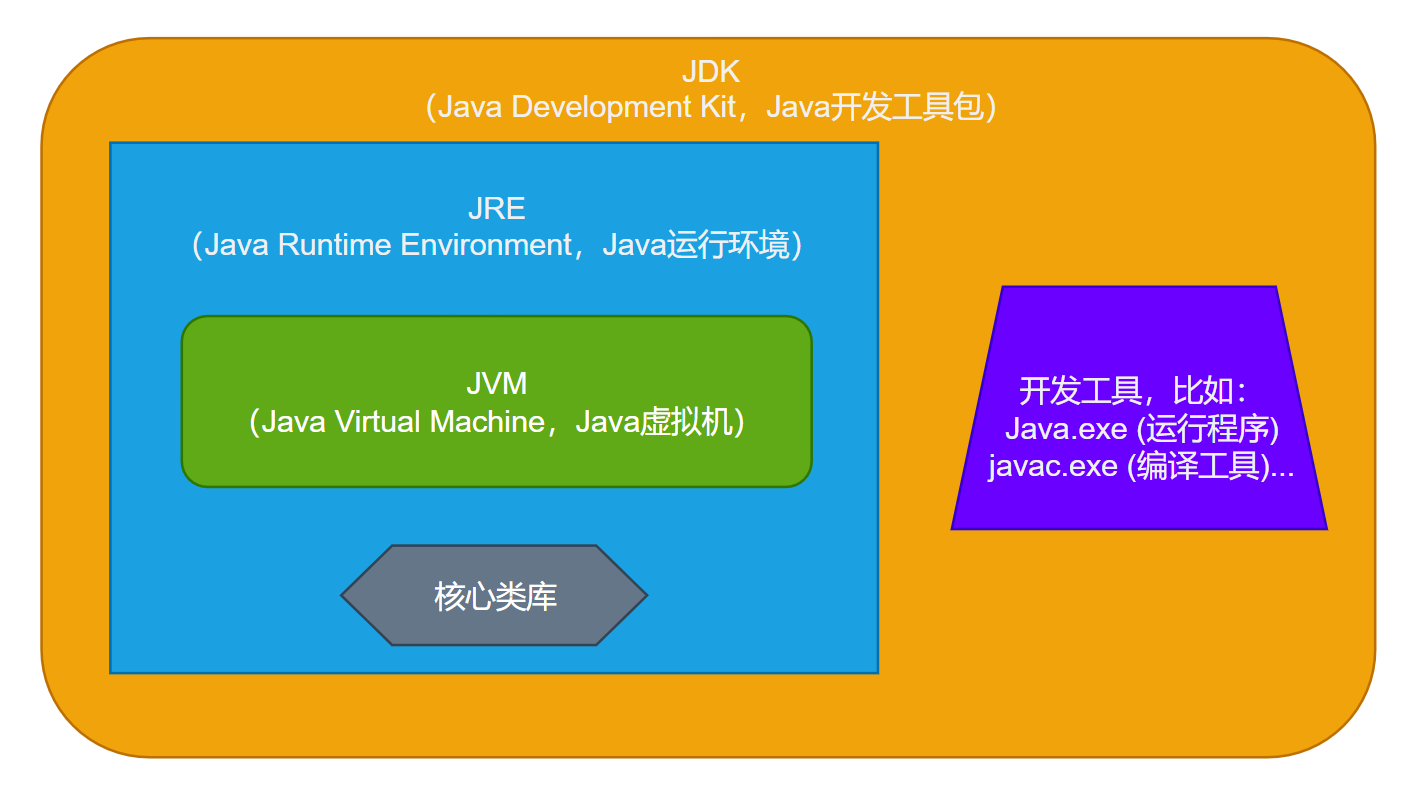 JDK
（Java Development Kit，Java开发工具包）
JRE
（Java Runtime Environment，Java运行环境）
JVM
（Java Virtual Machine，Java虚拟机）
核心类库
开发工具，比如：
Java.exe (运行程序)
javac.exe (编译工具)...